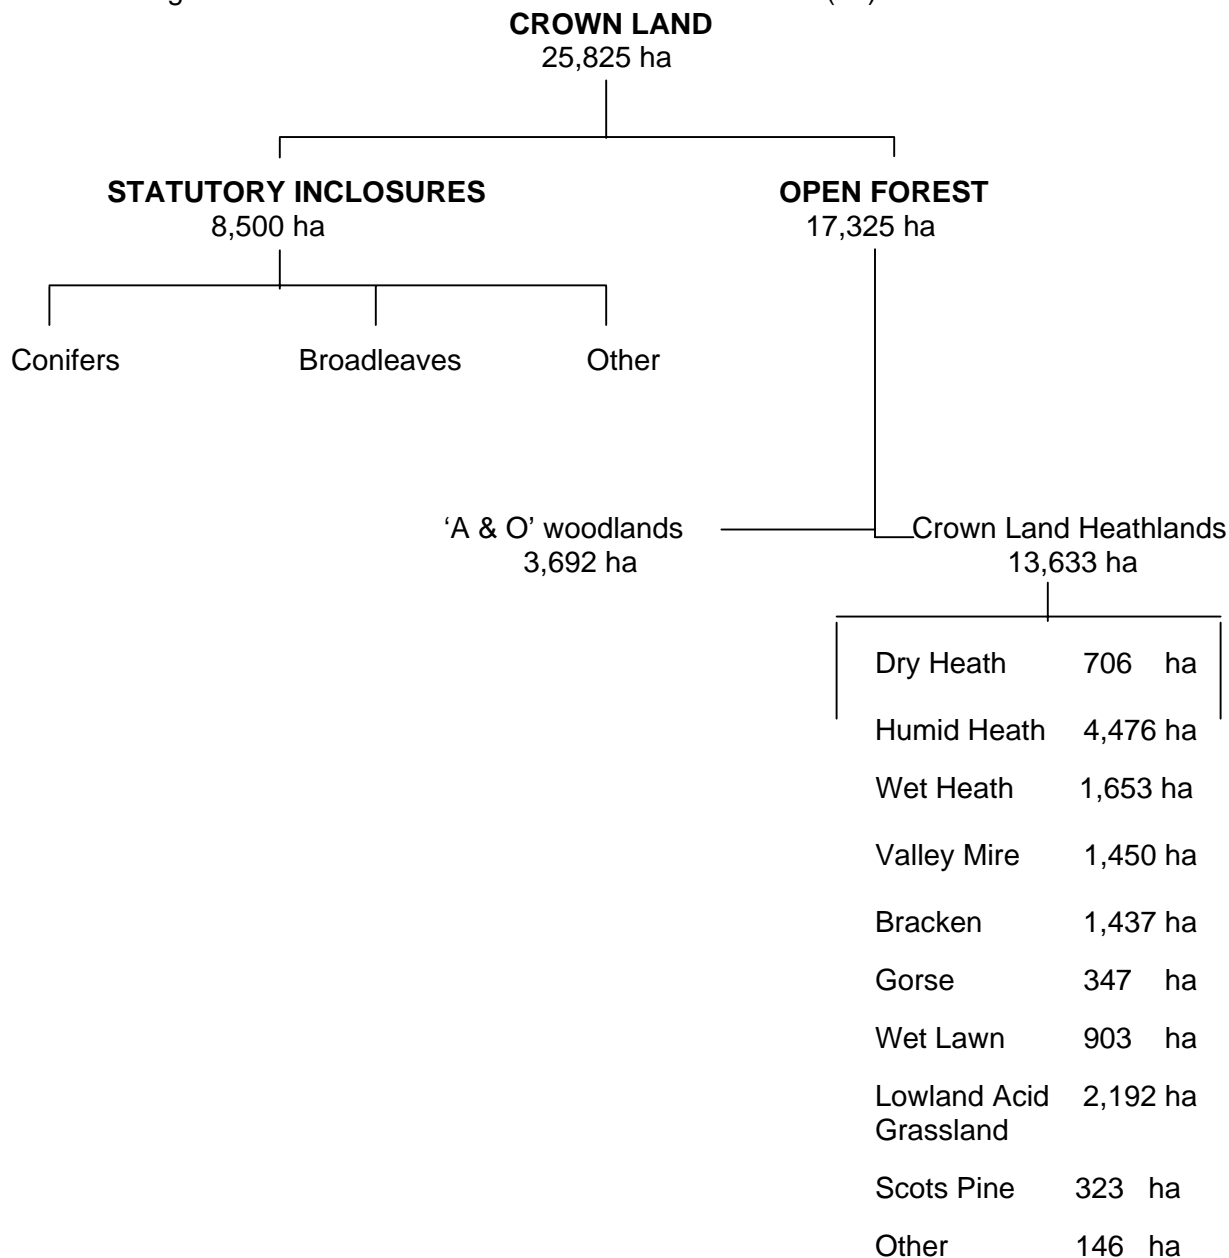 CROWN LAND
25,825 ha
STATUTORY INCLOSURES
8,500 ha
OPEN FOREST
17,325 ha
Conifers
Broadleaves
Other
‘A & O’ woodlands
3,692 ha
Crown Land Heathlands
13,633 ha
Dry Heath 706 ha
Humid Heath 4,476 ha
Wet Heath 1,653 ha
Valley Mire 1,450 ha
Bracken 1,437 ha
Gorse 347 ha
Wet Lawn 903 ha
Lowland Acid 2,192 ha
Grassland
Scots Pine 323 ha
Other 146 ha